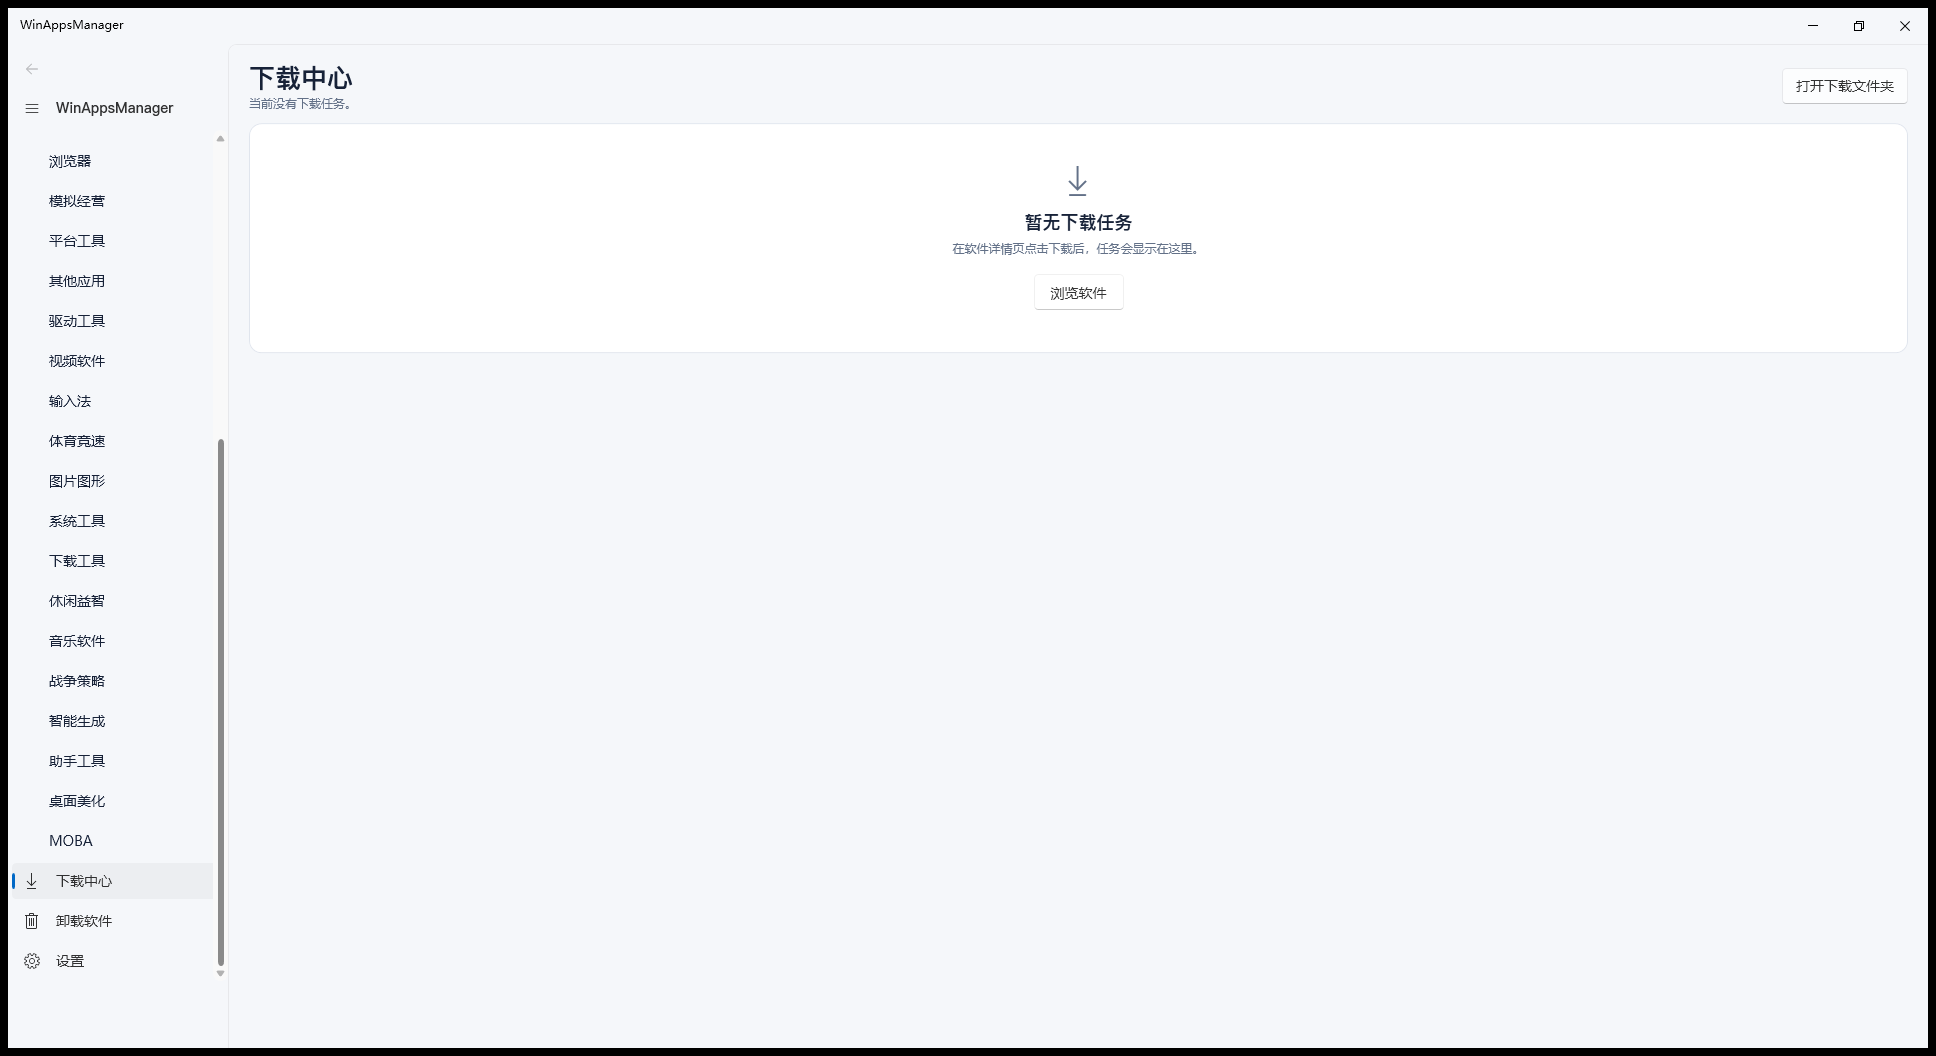 WinAppsManager
WinAppsManager
浏览器
模拟经营
平台工具
其他应用
驱动工具
视频软件
输入法
体育竞速
图片图形
系统工具
下载工具
休闲益智
音乐软件
战争策略
智能生成
助手工具
桌面美化
MOBA
下载中心
卸载软件
设置
下载中心
当前没有下载任务。
打开下载文件夹
暂无下载任务
在软件详情页点击下载后，任务会显示在这里。
浏览软件